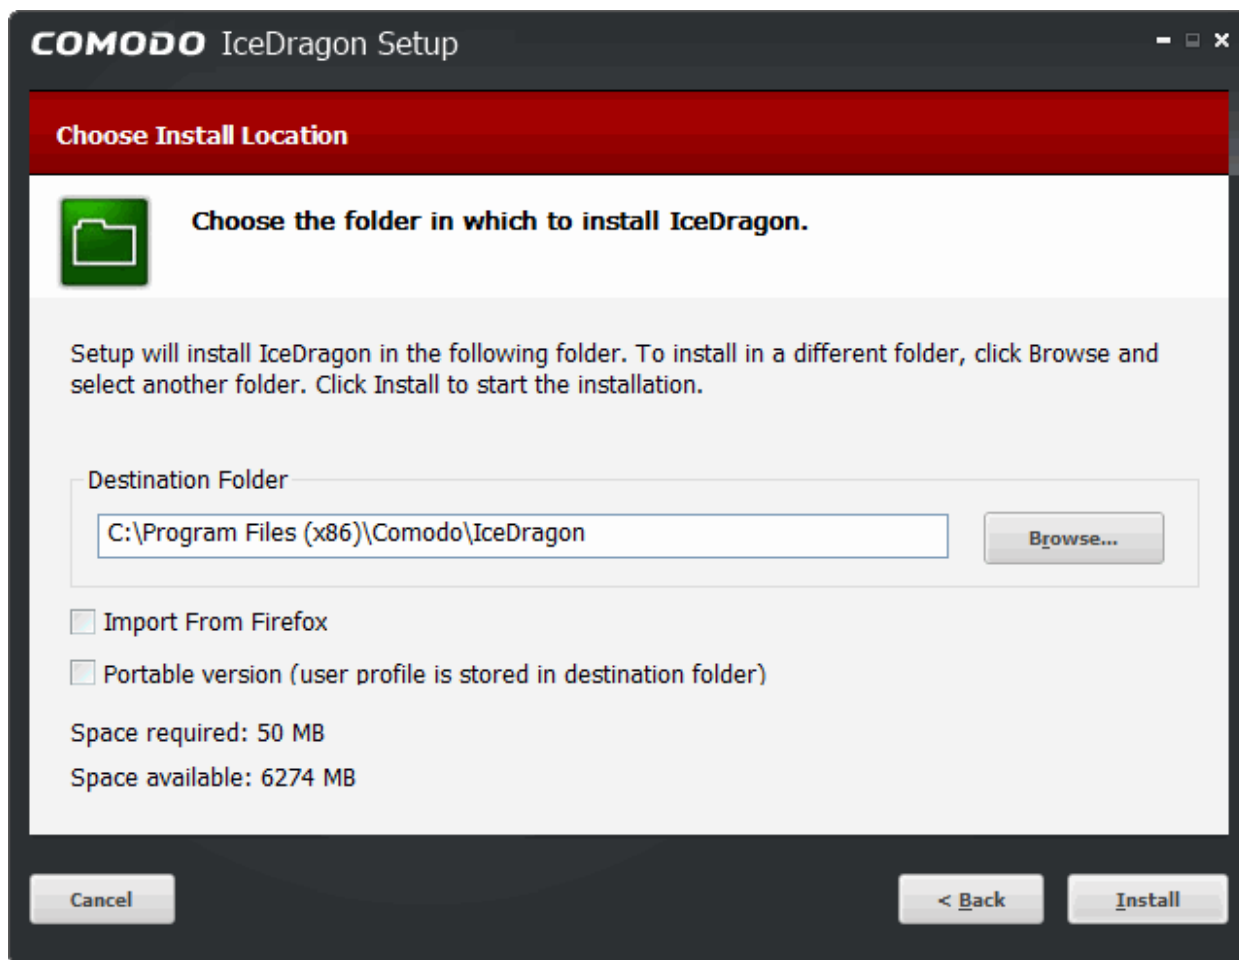 COMODO IceDragon Setup
Choose Install Location
Choose the folder in which to install IceDragon.
Setup will install IceDragon in the following folder. To install in a different folder, click Browse and
select another folder. Click Install to start the installation.
Destination Folder
C:\Program Files (x86)\Comodo\IceDragon
Browse...
Import From Firefox
Portable version (user profile is stored in destination folder)
Space required: 50 MB
Space available: 6274 MB
Cancel
< Back
Install